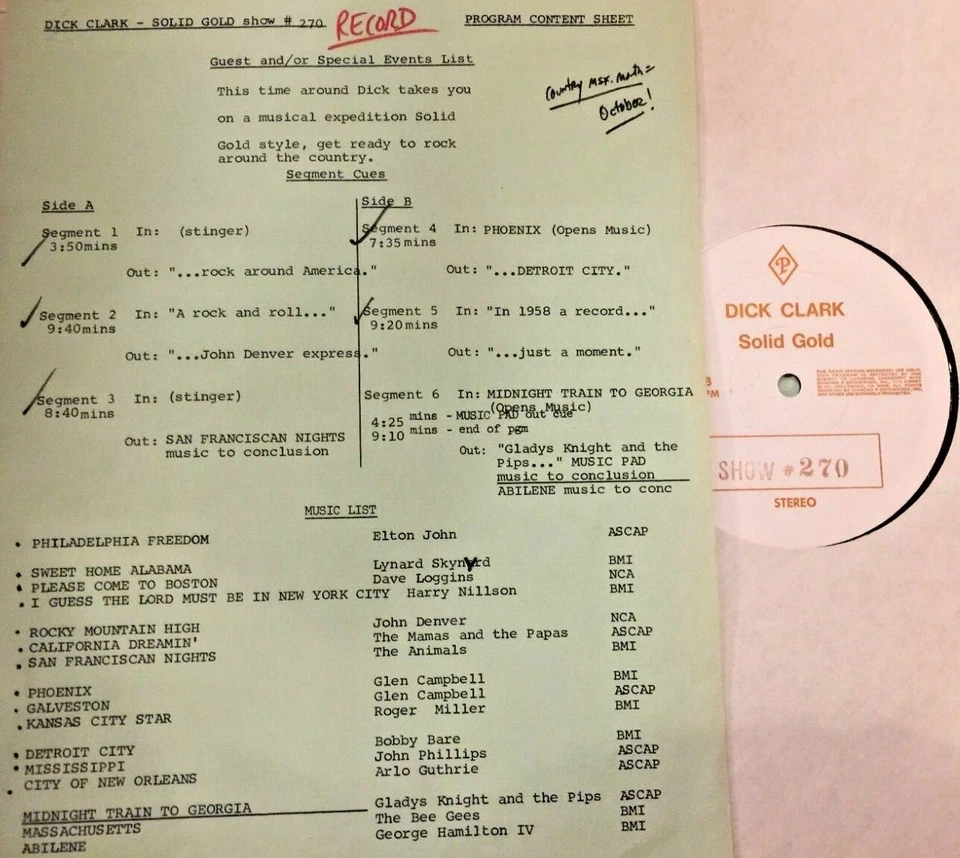 DICK CLARK - SOLID GOLD show # 270 RECORD PROGRAM CONTENT SHEET
Guest and/or Special Events List
Country msx. month =
October!
This time around Dick takes you
on a musical expedition Solid
Gold style, get ready to rock
around the country.
Segment Cues
Side A
Segment 1 In: (stinger)
3:50mins
Out: "...rock around America."
Segment 2 In: "A rock and roll..."
9:40mins
Out: "...John Denver express."
Segment 3 In: (stinger)
8:40mins
Out: SAN FRANCISCAN NIGHTS
music to conclusion
Side B
Segment 4 In: PHOENIX (Opens Music)
7:35mins
Out: "...DETROIT CITY."
Segment 5 In: "In 1958 a record..."
9:20mins
Out: "...just a moment."
Segment 6 In: MIDNIGHT TRAIN TO GEORGIA
(Opens Music)
4:25 mins - MUSIC PAD out cue
9:10 mins - end of pgm
Out: "Gladys Knight and the
Pips..." MUSIC PAD
music to conclusion
ABILENE music to conc
MUSIC LIST
• PHILADELPHIA FREEDOM Elton John ASCAP
• SWEET HOME ALABAMA Lynard Skynyrd BMI
• PLEASE COME TO BOSTON Dave Loggins NCA
• I GUESS THE LORD MUST BE IN NEW YORK CITY Harry Nillson BMI
• ROCKY MOUNTAIN HIGH John Denver NCA
• CALIFORNIA DREAMIN' The Mamas and the Papas ASCAP
• SAN FRANCISCAN NIGHTS The Animals BMI
• PHOENIX Glen Campbell BMI
• GALVESTON Glen Campbell ASCAP
• KANSAS CITY STAR Roger Miller BMI
• DETROIT CITY Bobby Bare BMI
• MISSISSIPPI John Phillips ASCAP
• CITY OF NEW ORLEANS Arlo Guthrie ASCAP
MIDNIGHT TRAIN TO GEORGIA Gladys Knight and the Pips ASCAP
MASSACHUSETTS The Bee Gees BMI
ABILENE George Hamilton IV BMI
P
DICK CLARK
Solid Gold
PM
SHOW #270
STEREO